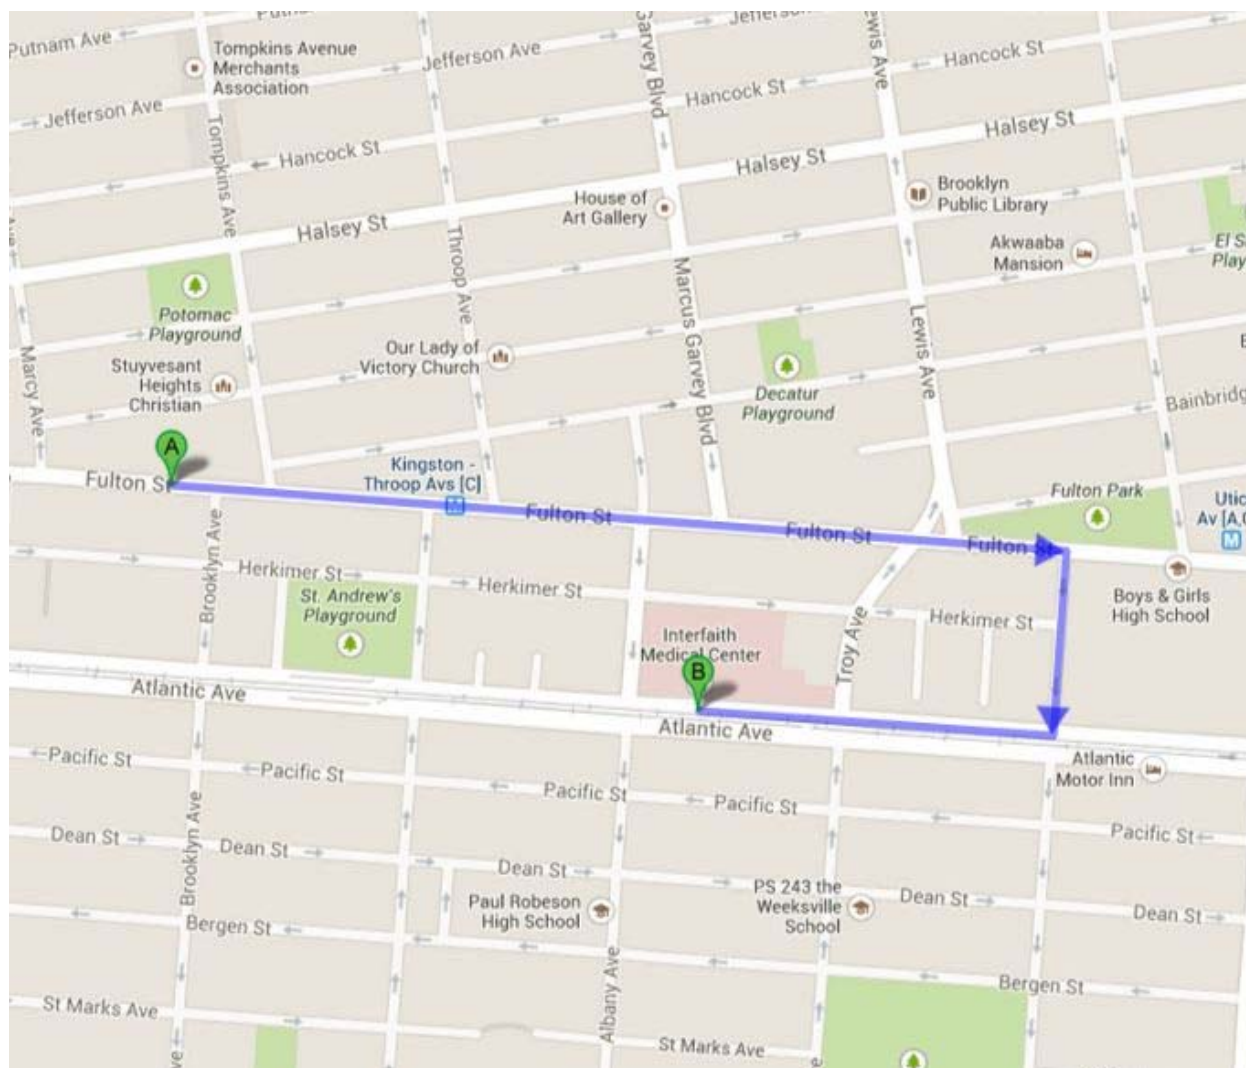 Putnam Ave
Jefferson Ave
Tompkins Avenue
Merchants
Association
Jefferson Ave
Hancock St
Hancock St
Hancock St
Halsey St
Halsey St
Halsey St
Tompkins Ave
Throop Ave
Garvey Blvd
Lewis Ave
House of
Art Gallery
Brooklyn
Public Library
Akwaaba
Mansion
Potomac
Playground
Marcus Garvey Blvd
Lewis Ave
Marcy Ave
Stuyvesant
Heights
Christian
Our Lady of
Victory Church
Decatur
Playground
A
Fulton St
Kingston -
Throop Avs [C]
Fulton St
Fulton St
Fulton St
Fulton Park
Utic
Av [A,
M
Brooklyn Ave
Herkimer St
Herkimer St
Herkimer St
St. Andrew's
Playground
Boys & Girls
High School
Interfaith
Medical Center
B
Troy Ave
Atlantic Ave
Atlantic Ave
Atlantic
Motor Inn
Pacific St
Pacific St
Pacific St
Pacific St
Pacific St
Brooklyn Ave
Dean St
Dean St
Dean St
Dean St
Dean St
Paul Robeson
High School
PS 243 the
Weeksville
School
Bergen St
Bergen St
Albany Ave
St Marks Ave
St Marks Ave